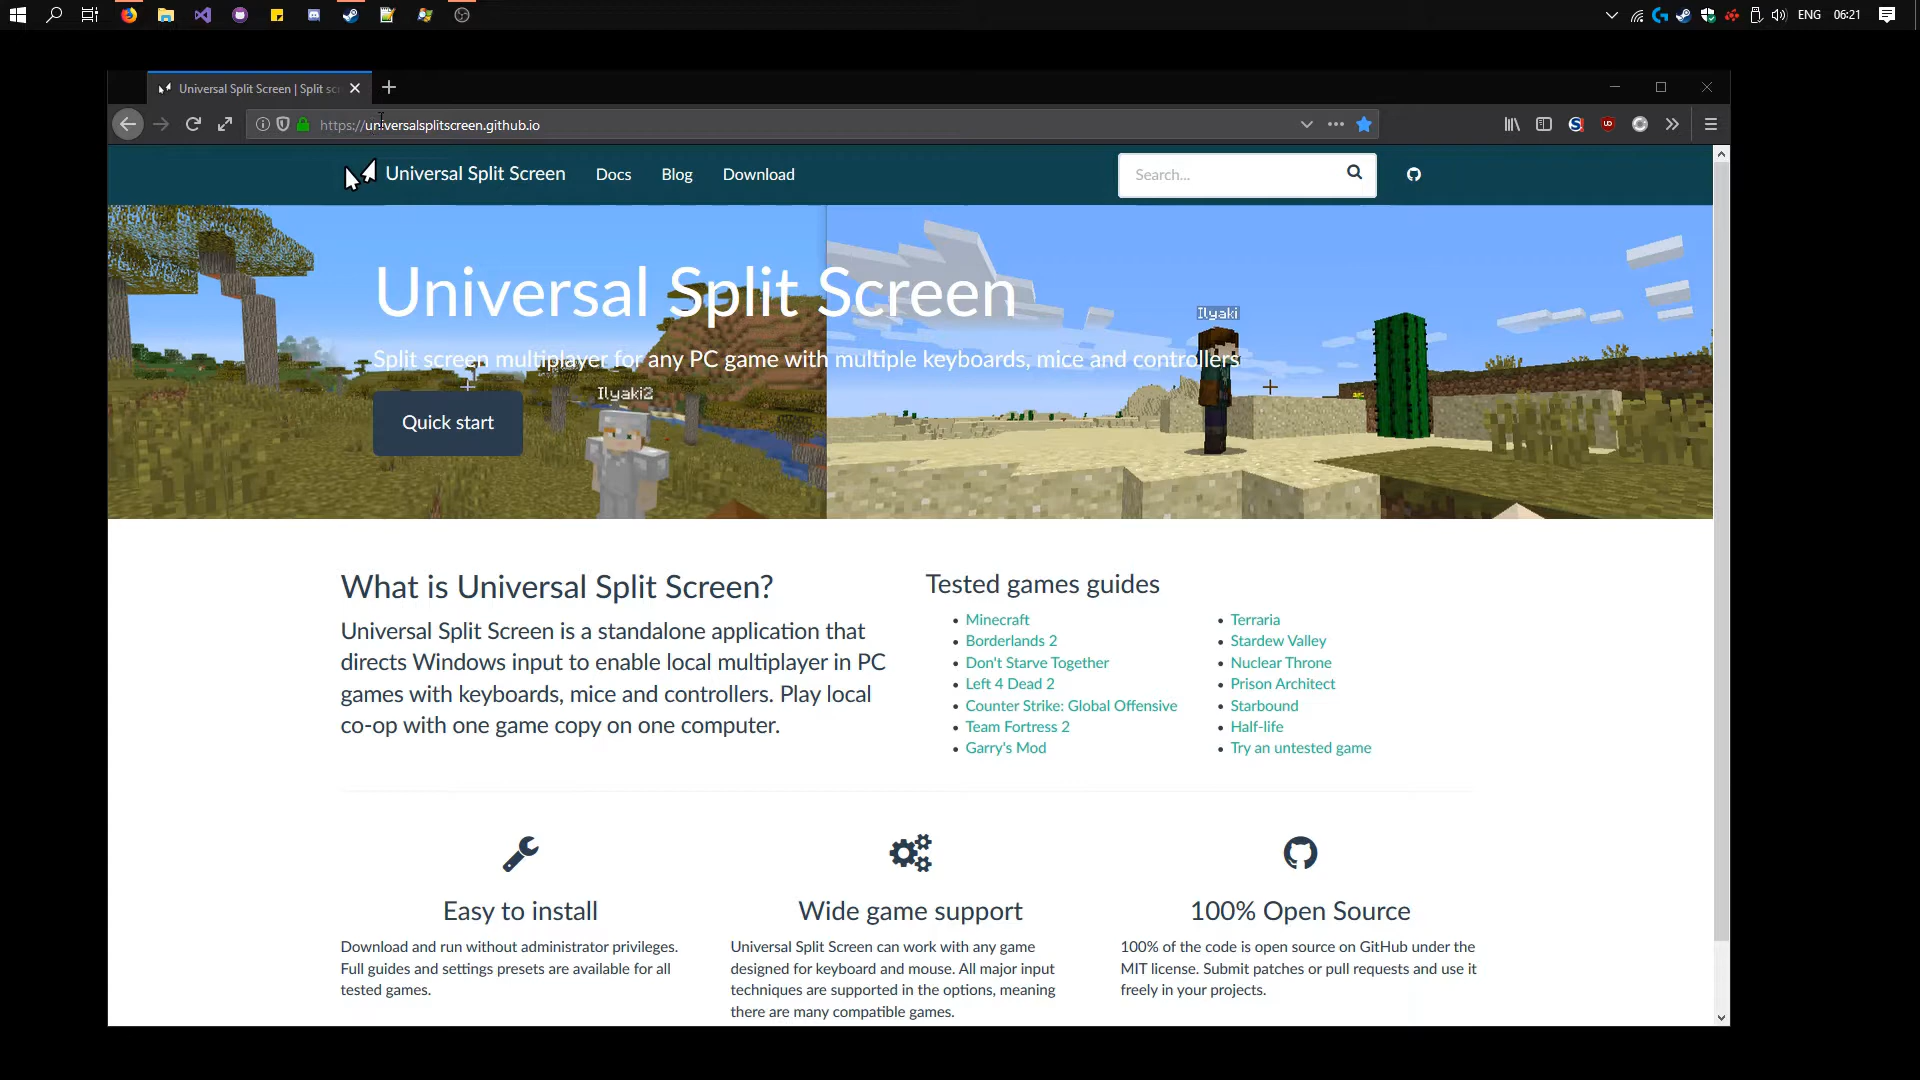 ENG 06:21
Universal Split Screen | Split sc
https://universalsplitscreen.github.io
Universal Split Screen Docs Blog Download Search...
Universal Split Screen
Ilyaki
Split screen multiplayer for any PC game with multiple keyboards, mice and controllers
Ilyaki2
Quick start
What is Universal Split Screen?
Universal Split Screen is a standalone application that
directs Windows input to enable local multiplayer in PC
games with keyboards, mice and controllers. Play local
co-op with one game copy on one computer.
Tested games guides
Minecraft
Borderlands 2
Don't Starve Together
Left 4 Dead 2
Counter Strike: Global Offensive
Team Fortress 2
Garry's Mod
Terraria
Stardew Valley
Nuclear Throne
Prison Architect
Starbound
Half-life
Try an untested game
Easy to install
Download and run without administrator privileges.
Full guides and settings presets are available for all
tested games.
Wide game support
Universal Split Screen can work with any game
designed for keyboard and mouse. All major input
techniques are supported in the options, meaning
there are many compatible games.
100% Open Source
100% of the code is open source on GitHub under the
MIT license. Submit patches or pull requests and use it
freely in your projects.